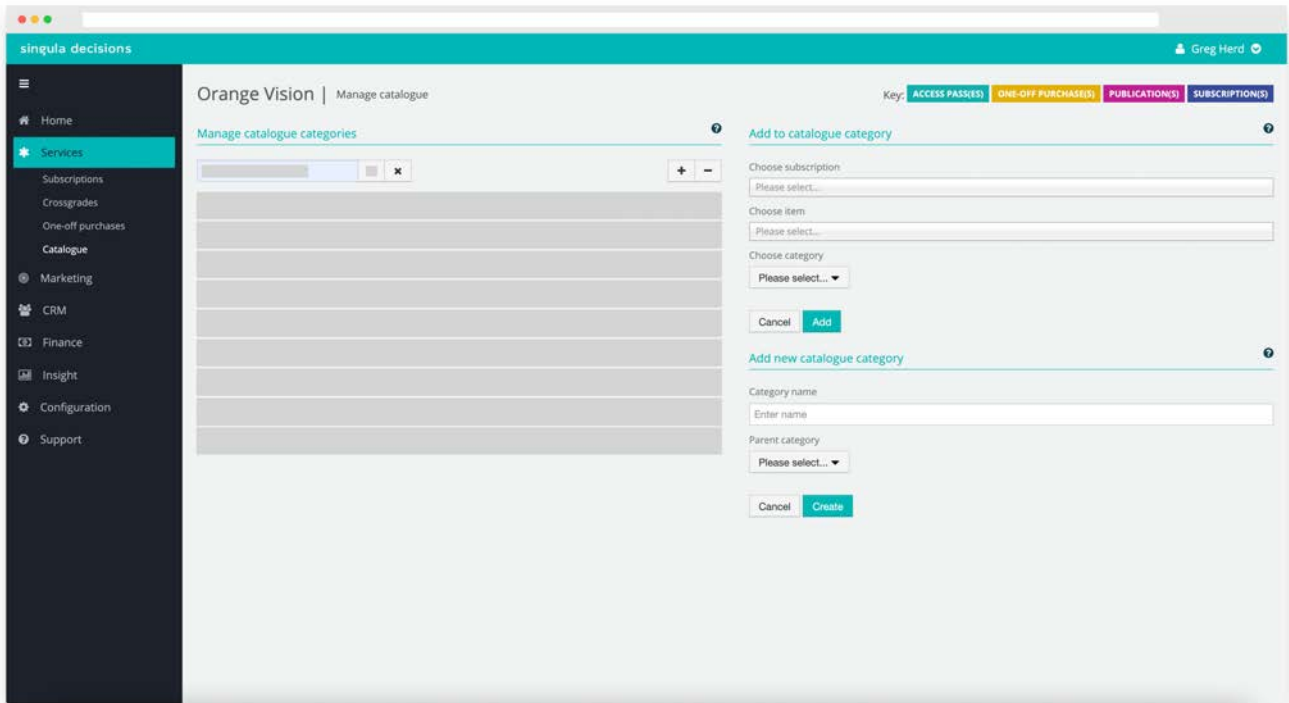 singula decisions
Greg Herd
Home
Services
Subscriptions
Crossgrades
One-off purchases
Catalogue
Marketing
CRM
Finance
Insight
Configuration
Support
Orange Vision | Manage catalogue
Key: ACCESS PASS(ES) ONE-OFF PURCHASE(S) PUBLICATION(S) SUBSCRIPTION(S)
Manage catalogue categories
Add to catalogue category
Choose subscription
Please select...
Choose item
Please select...
Choose category
Please select...
Cancel Add
Add new catalogue category
Category name
Enter name
Parent category
Please select...
Cancel Create